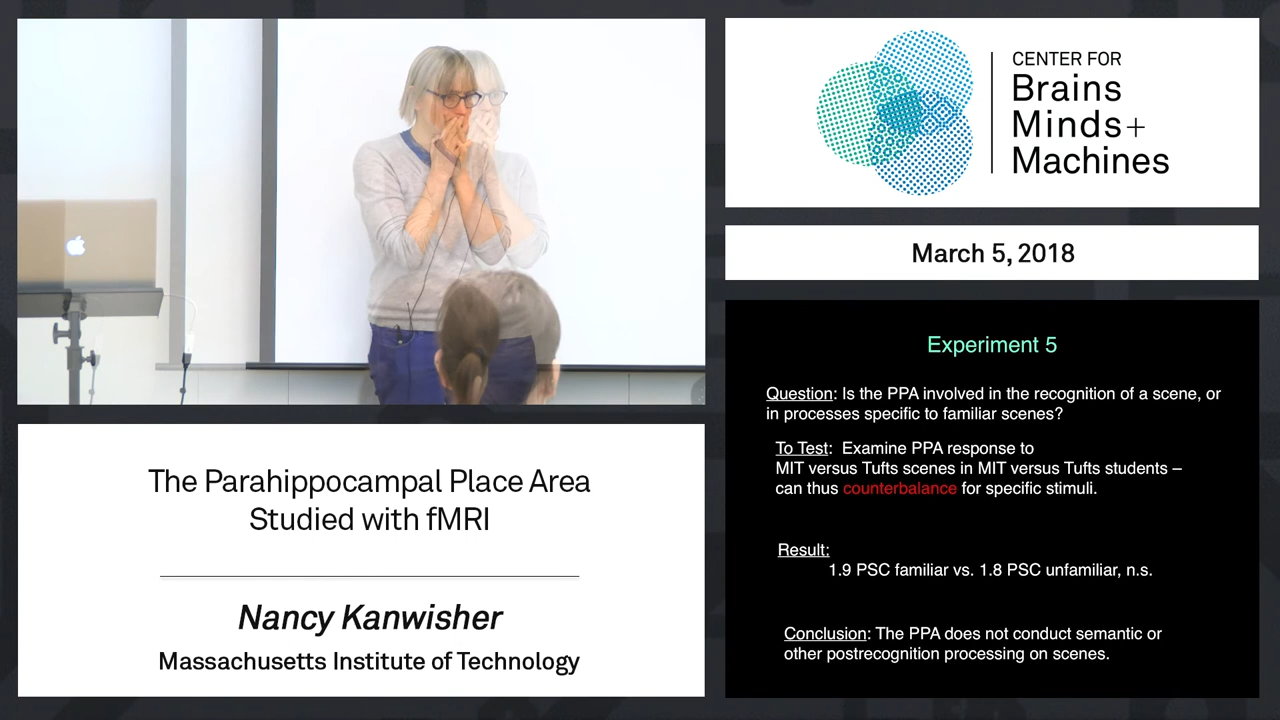 CENTER FOR
Brains
Minds+
Machines
March 5, 2018
The Parahippocampal Place Area
Studied with fMRI
Nancy Kanwisher
Massachusetts Institute of Technology
Experiment 5
Question: Is the PPA involved in the recognition of a scene, or
in processes specific to familiar scenes?
To Test: Examine PPA response to
MIT versus Tufts scenes in MIT versus Tufts students –
can thus counterbalance for specific stimuli.
Result:
1.9 PSC familiar vs. 1.8 PSC unfamiliar, n.s.
Conclusion: The PPA does not conduct semantic or
other postrecognition processing on scenes.